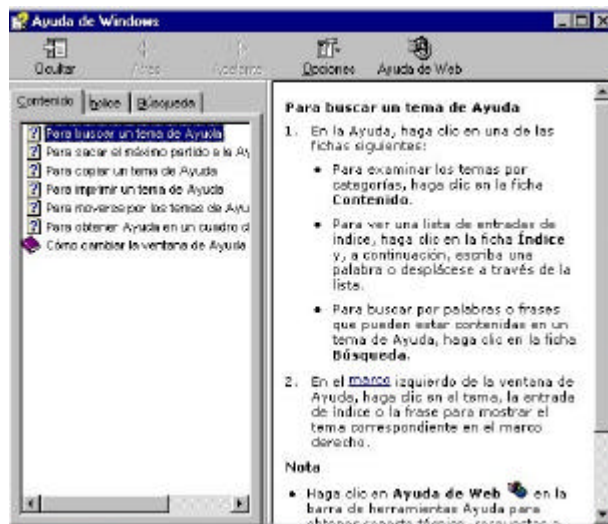 Ayuda de Windows
Ocultar Atrás Adelante Opciones Ayuda de Web
Contenido Índice Búsqueda
Para buscar un tema de Ayuda
Para sacar el máximo partido a la Ay
Para copiar un tema de Ayuda
Para imprimir un tema de Ayuda
Para moverse por los temas de Ayu
Para obtener Ayuda en un cuadro d
Cómo cambiar la ventana de Ayuda
Para buscar un tema de Ayuda
1. En la Ayuda, haga clic en una de las
fichas siguientes:
• Para examinar los temas por
categorías, haga clic en la ficha
Contenido.
• Para ver una lista de entradas de
índice, haga clic en la ficha Índice
y, a continuación, escriba una
palabra o desplácese a través de la
lista.
• Para buscar por palabras o frases
que pueden estar contenidas en un
tema de Ayuda, haga clic en la ficha
Búsqueda.
2. En el marco izquierdo de la ventana de
Ayuda, haga clic en el tema, la entrada
de índice o la frase para mostrar el
tema correspondiente en el marco
derecho.
Nota
• Haga clic en Ayuda de Web en la
barra de herramientas Ayuda para